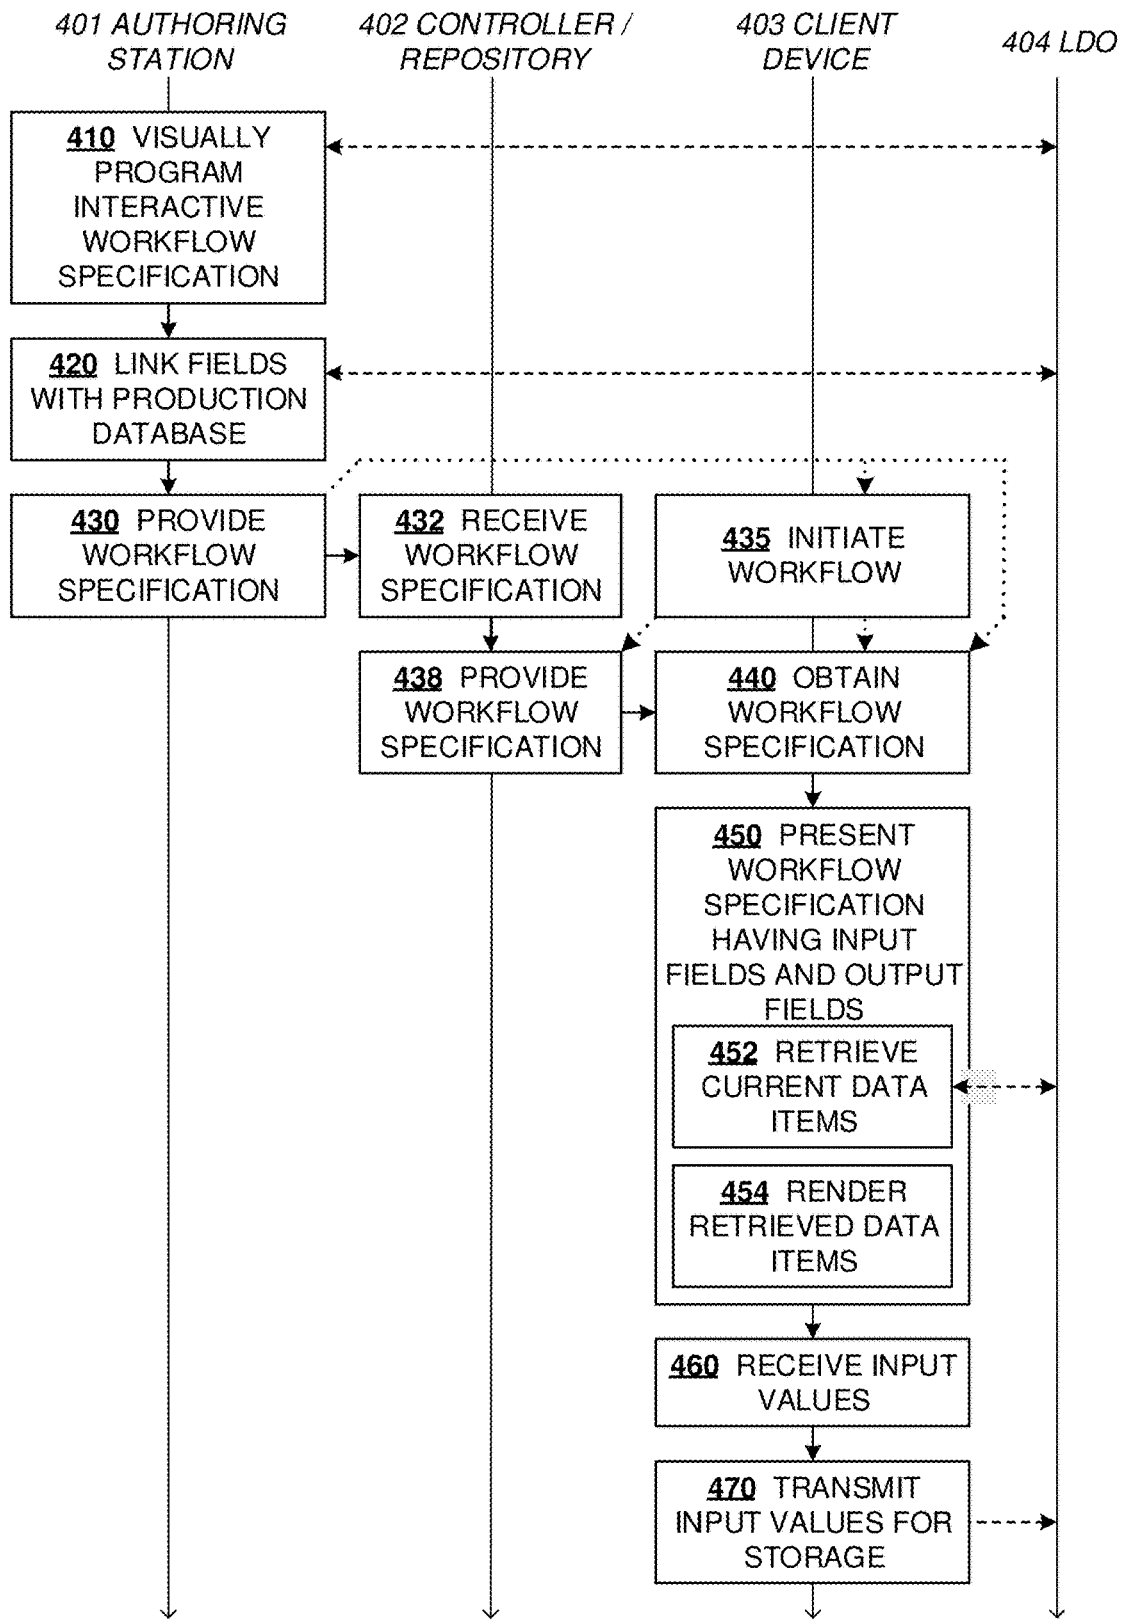 401 AUTHORING
STATION
402 CONTROLLER /
REPOSITORY
403 CLIENT
DEVICE
404 LDO
410 VISUALLY
PROGRAM
INTERACTIVE
WORKFLOW
SPECIFICATION
420 LINK FIELDS
WITH PRODUCTION
DATABASE
430 PROVIDE
WORKFLOW
SPECIFICATION
432 RECEIVE
WORKFLOW
SPECIFICATION
435 INITIATE
WORKFLOW
438 PROVIDE
WORKFLOW
SPECIFICATION
440 OBTAIN
WORKFLOW
SPECIFICATION
450 PRESENT
WORKFLOW
SPECIFICATION
HAVING INPUT
FIELDS AND OUTPUT
FIELDS
452 RETRIEVE
CURRENT DATA
ITEMS
454 RENDER
RETRIEVED DATA
ITEMS
460 RECEIVE INPUT
VALUES
470 TRANSMIT
INPUT VALUES FOR
STORAGE